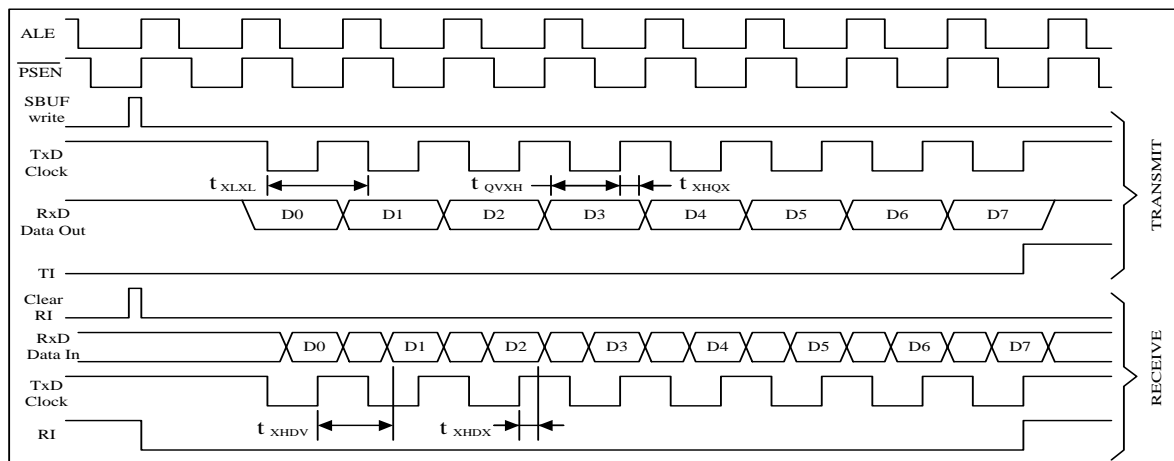 ALE
PSEN
SBUF
write
TxD
Clock
t XLXL
t QVXH
t XHQX
RxD
Data Out
D0 D1 D2 D3 D4 D5 D6 D7
TI
TRANSMIT
Clear
RI
RxD
Data In
D0 D1 D2 D3 D4 D5 D6 D7
TxD
Clock
t XHDV
t XHDX
RI
RECEIVE